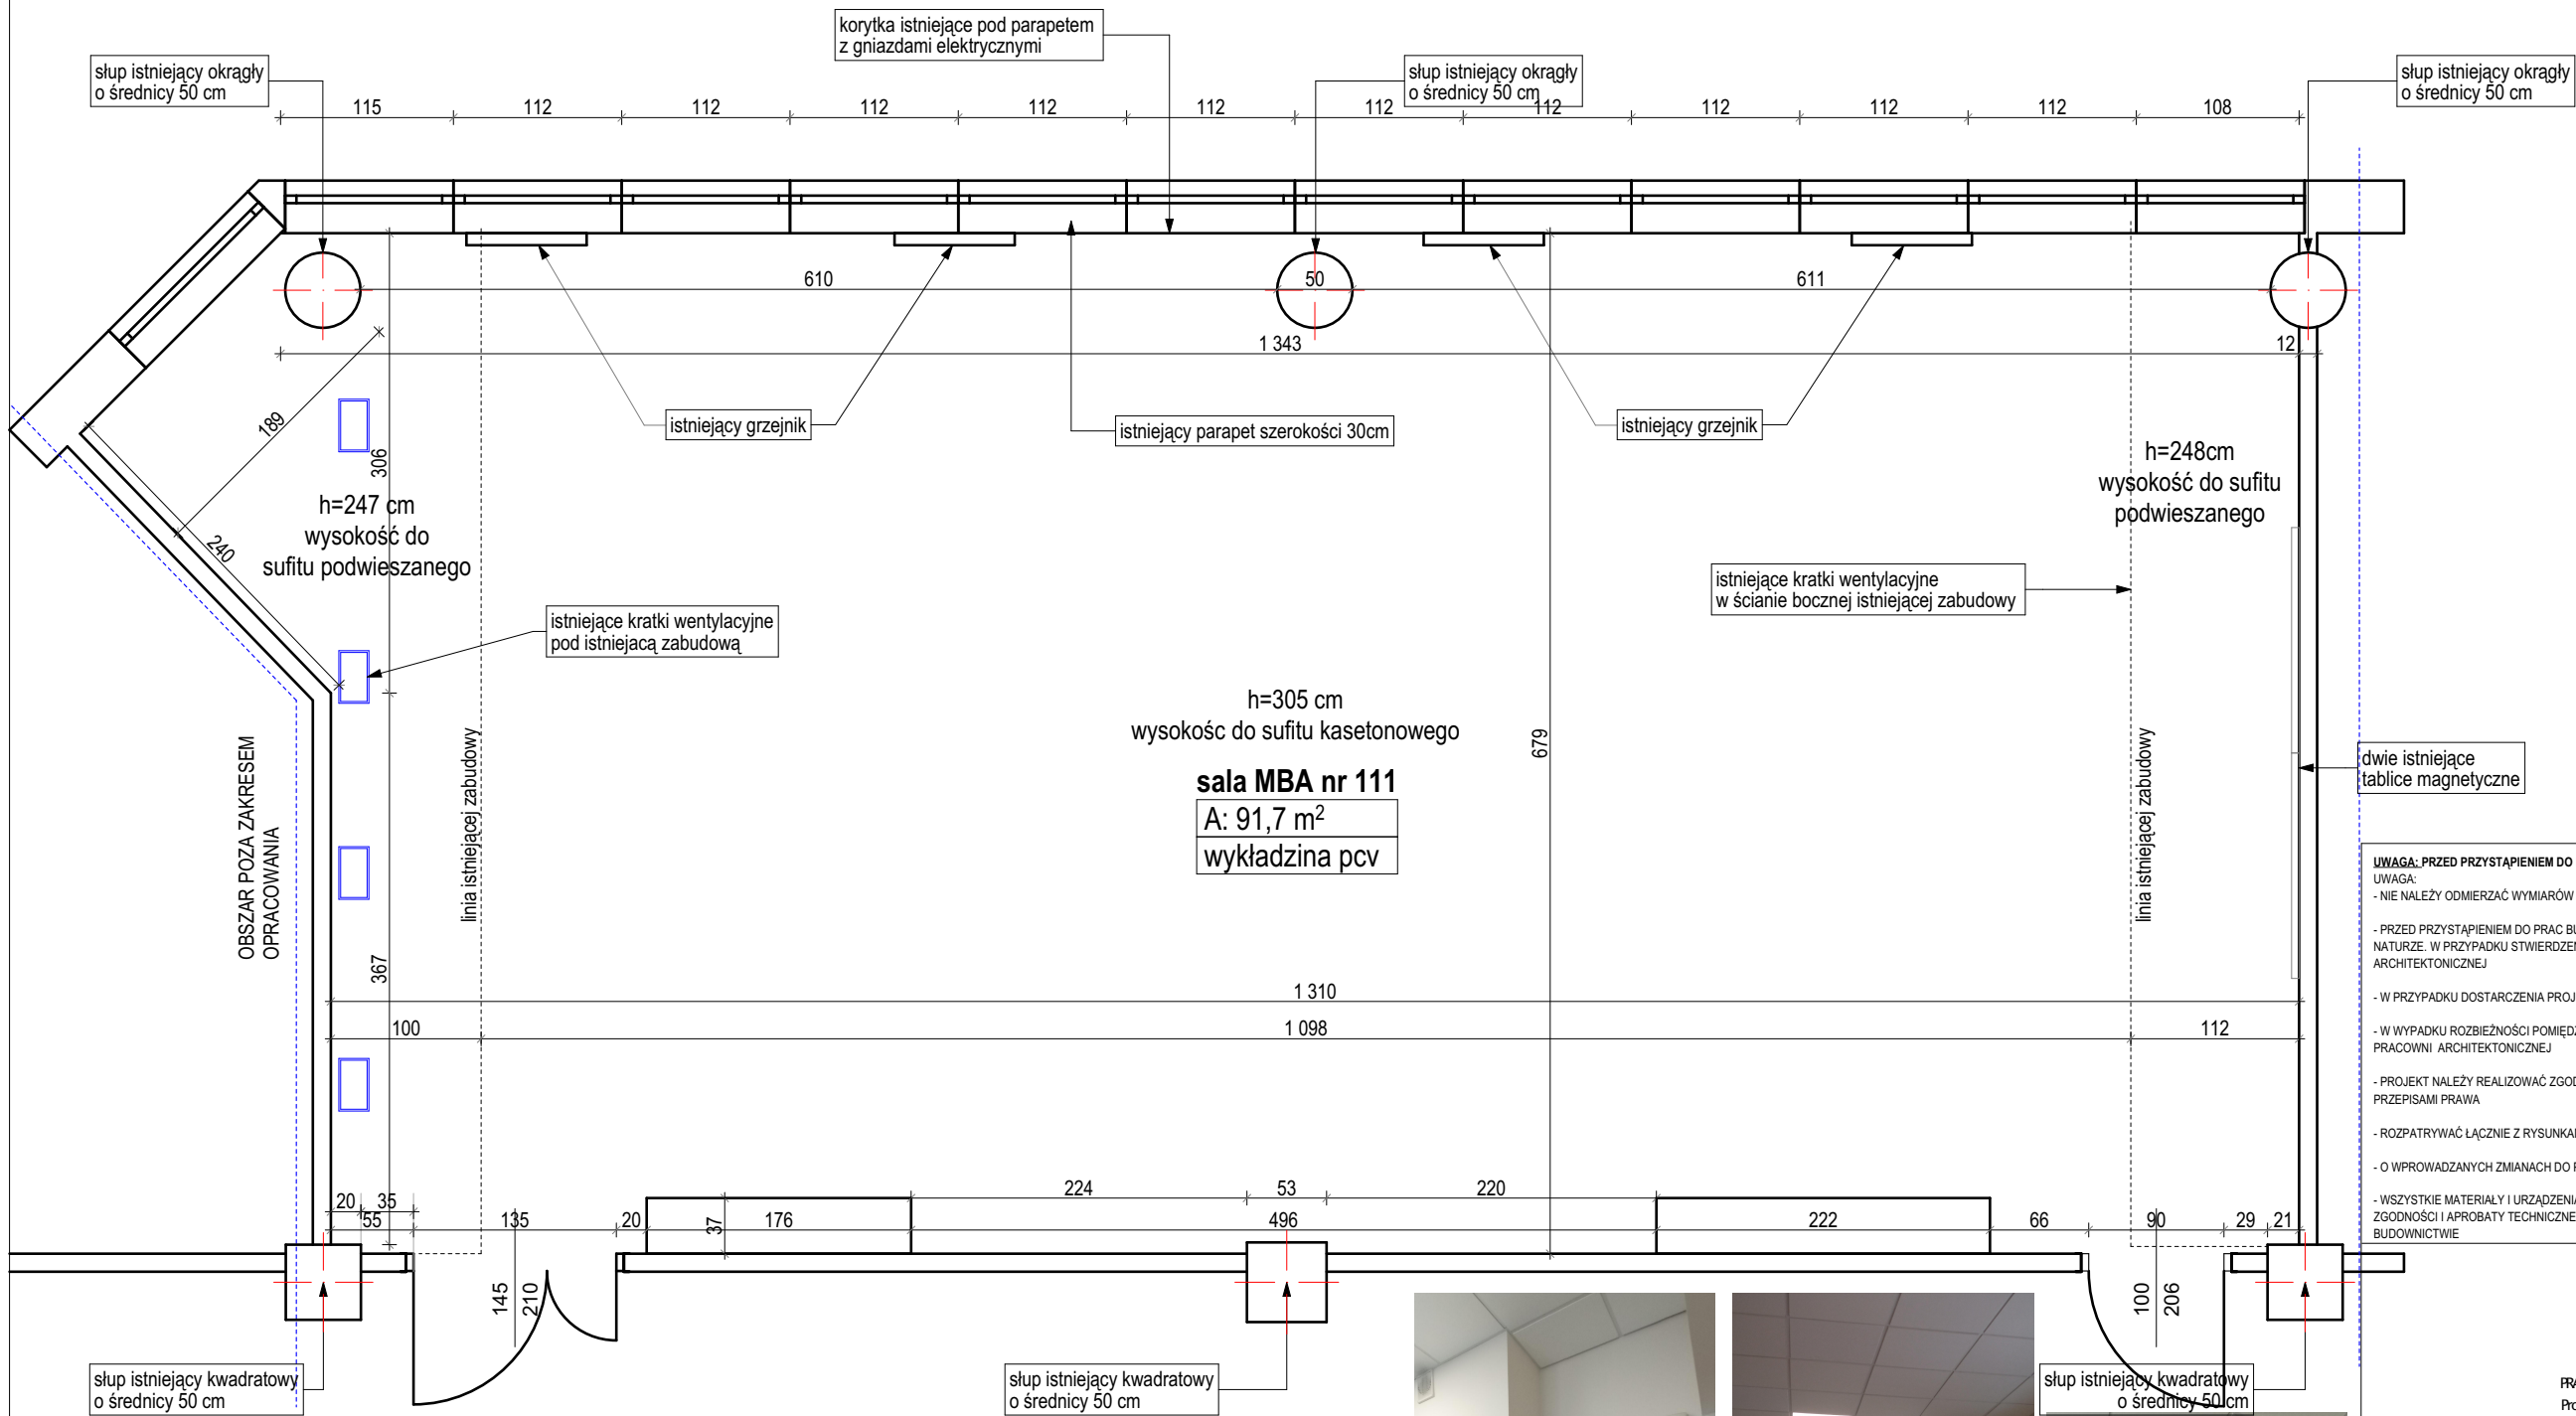 korytka istniejące pod parapetem
z gniazdami elektrycznymi
słup istniejący okrągły
o średnicy 50 cm
słup istniejący okrągły
o średnicy 50 cm
słup istniejący okrągły
o średnicy 50 cm
115 112 112 112 112 112 112 112 112 112 112 108
610 50 611
1 343 12
189
306
240
istniejący grzejnik
istniejący parapet szerokości 30cm
istniejący grzejnik
h=247 cm
wysokość do
sufitu podwieszanego
h=248cm
wysokość do sufitu
podwieszanego
istniejące kratki wentylacyjne
w ścianie bocznej istniejącej zabudowy
istniejące kratki wentylacyjne
pod istniejacą zabudową
h=305 cm
wysokośc do sufitu kasetonowego
sala MBA nr 111
A: 91,7 m²
wykładzina pcv
679
OBSZAR POZA ZAKRESEM
OPRACOWANIA
linia istniejącej zabudowy
linia istniejącej zabudowy
dwie istniejące
tablice magnetyczne
367
1 310
100 1 098 112
UWAGA: PRZED PRZYSTĄPIENIEM DO
UWAGA:
- NIE NALEŻY ODMIERZAĆ WYMIARÓW
- PRZED PRZYSTĄPIENIEM DO PRAC
NATURZE. W PRZYPADKU
ARCHITEKTONICZNEJ
- W PRZYPADKU DOSTARCZENIA
- W WYPADKU ROZBIEŻNOŚCI
PRACOWNI ARCHITEKTONICZNEJ
- PROJEKT NALEŻY REALIZOWAĆ
PRZEPISAMI PRAWA
- ROZPATRYWAĆ ŁĄCZNIE Z
- O WPROWADZANYCH ZMIANACH DO
- WSZYSTKIE MATERIAŁY I
ZGODNOŚCI I APROBATY
BUDOWNICTWIE
20 35 224 53 220
55 135 20 37 176 496 222 66 90 29 21
145
210
100
206
słup istniejący kwadratowy
o średnicy 50 cm
słup istniejący kwadratowy
o średnicy 50 cm
słup istniejący kwadratowy
o średnicy 50 cm